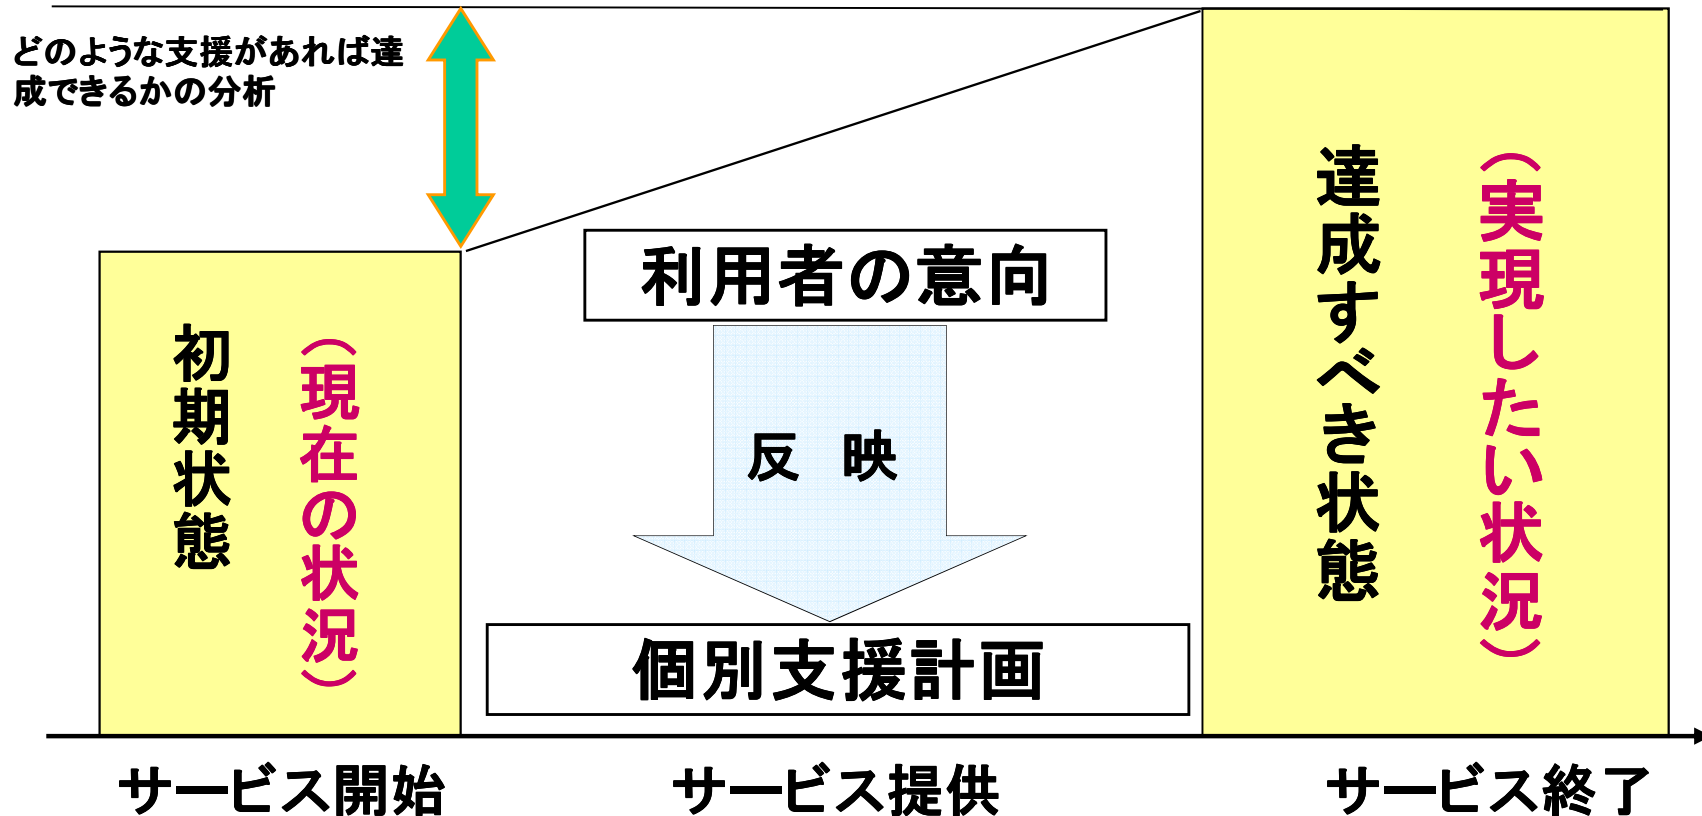 どのような支援があれば達
成できるかの分析
初期状態
（現在の状況）
利用者の意向
反　映
個別支援計画
達成すべき状態
（実現したい状況）
サービス開始
サービス提供
サービス終了